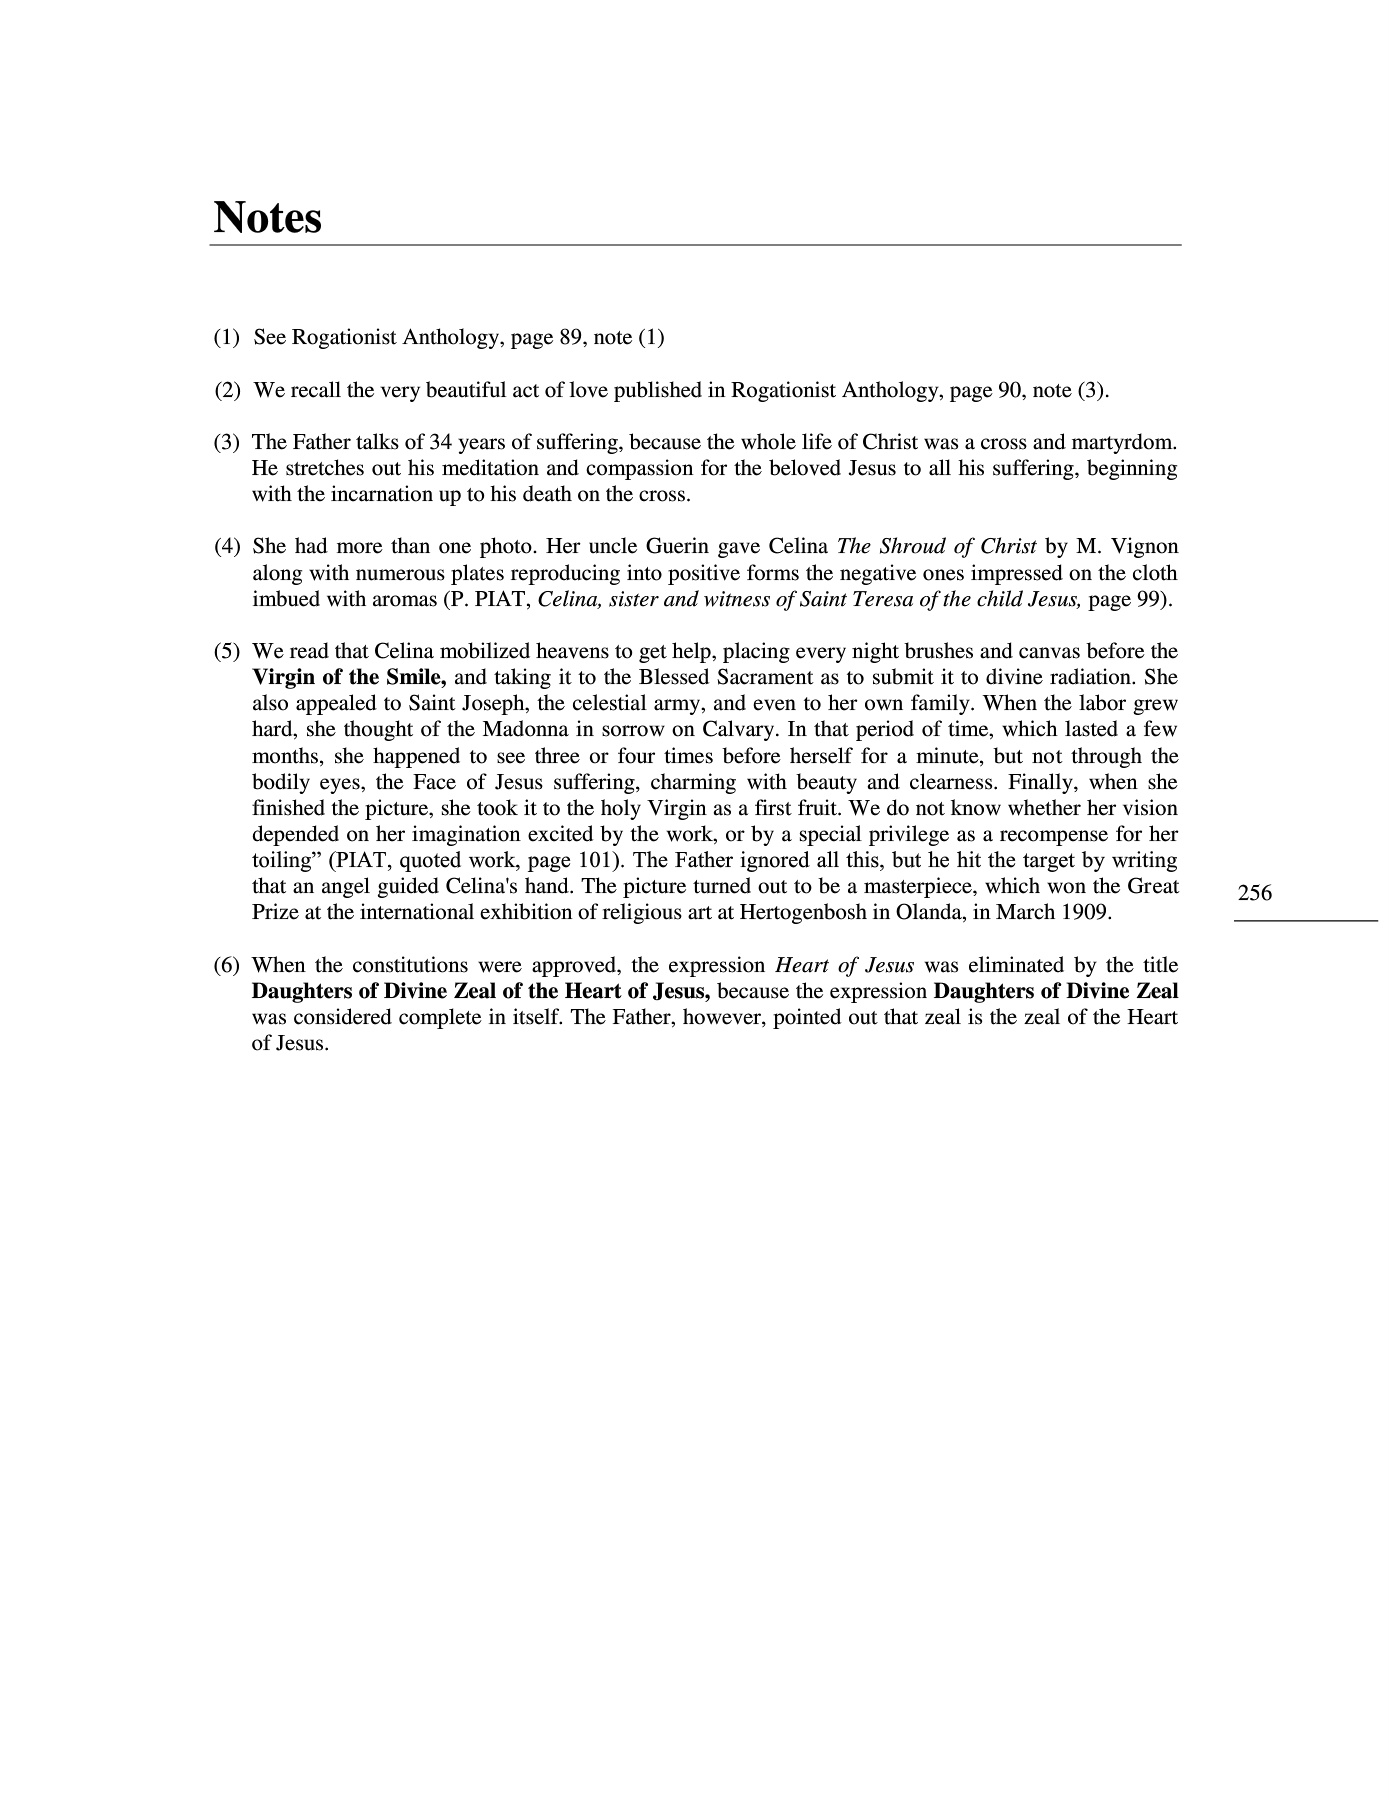 Notes
(1) See Rogationist Anthology, page 89, note (1)
(2) We recall the very beautiful act of love published in Rogationist Anthology, page 90, note (3).
(3) The Father talks of 34 years of suffering, because the whole life of Christ was a cross and martyrdom.
He stretches out his meditation and compassion for the beloved Jesus to all his suffering, beginning
with the incarnation up to his death on the cross.
(4) She had more than one photo. Her uncle Guerin gave Celina The Shroud of Christ by M. Vignon
along with numerous plates reproducing into positive forms the negative ones impressed on the cloth
imbued with aromas (P. PIAT, Celina, sister and witness of Saint Teresa of the child Jesus, page 99).
(5) We read that Celina mobilized heavens to get help, placing every night brushes and canvas before the
Virgin of the Smile, and taking it to the Blessed Sacrament as to submit it to divine radiation. She
also appealed to Saint Joseph, the celestial army, and even to her own family. When the labor grew
hard, she thought of the Madonna in sorrow on Calvary. In that period of time, which lasted a few
months, she happened to see three or four times before herself for a minute, but not through the
bodily eyes, the Face of Jesus suffering, charming with beauty and clearness. Finally, when she
finished the picture, she took it to the holy Virgin as a first fruit. We do not know whether her vision
depended on her imagination excited by the work, or by a special privilege as a recompense for her
toiling” (PIAT, quoted work, page 101). The Father ignored all this, but he hit the target by writing
that an angel guided Celina's hand. The picture turned out to be a masterpiece, which won the Great
Prize at the international exhibition of religious art at Hertogenbosh in Olanda, in March 1909.
256
(6) When the constitutions were approved, the expression Heart of Jesus was eliminated by the title
Daughters of Divine Zeal of the Heart of Jesus, because the expression Daughters of Divine Zeal
was considered complete in itself. The Father, however, pointed out that zeal is the zeal of the Heart
of Jesus.